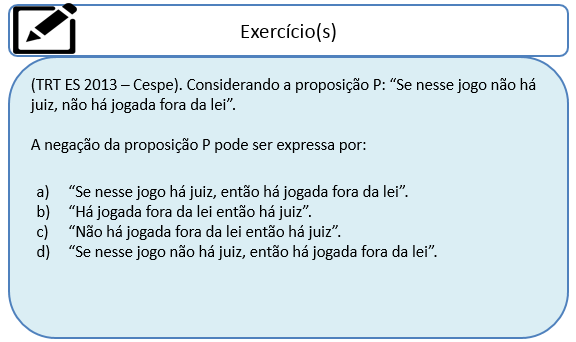 Exercício(s)
(TRT ES 2013 – Cespe). Considerando a proposição P: “Se nesse jogo não há
juiz, não há jogada fora da lei”.
A negação da proposição P pode ser expressa por:
a) “Se nesse jogo há juiz, então há jogada fora da lei”.
b) “Há jogada fora da lei então há juiz”.
c) “Não há jogada fora da lei então há juiz”.
d) “Se nesse jogo não há juiz, então há jogada fora da lei”.